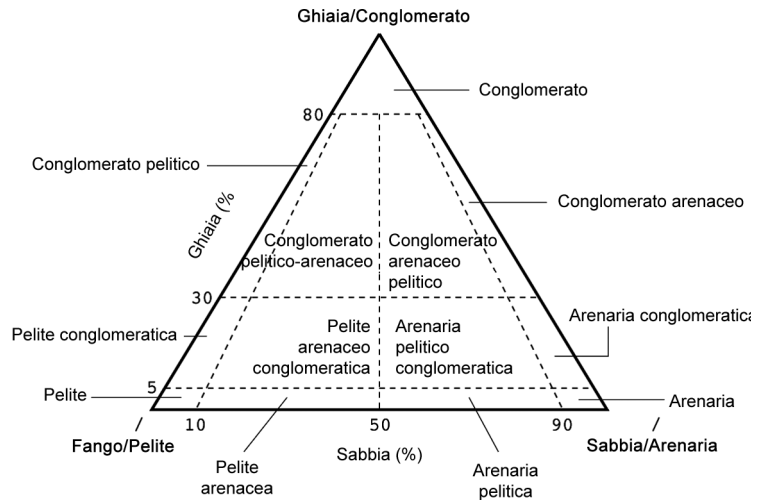 Ghiaia/Conglomerato
Conglomerato
80
Conglomerato pelitico
Conglomerato arenaceo
Ghiaia (%
Conglomerato
pelitico-arenaceo
Conglomerato
arenaceo
pelitico
30
Arenaria conglomeratica
Pelite conglomeratica
Pelite
arenaceo
conglomeratica
Arenaria
pelitico
conglomeratica
5
Pelite
Arenaria
10
50
90
Fango/Pelite
Sabbia (%)
Sabbia/Arenaria
Pelite
arenacea
Arenaria
pelitica